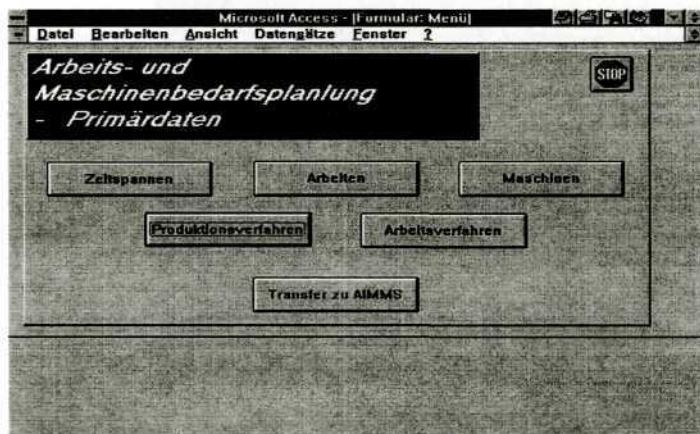 Microsoft Access - [Formular: Menü]
Datei Bearbeiten Ansicht Datensätze Fenster ?
Arbeits- und
Maschinenbedarfsplanlung
- Primärdaten
STOP
Zeitspannen Arbeiten Maschinen
Produktionsverfahren Arbeitsverfahren
Transfer zu AIMMS